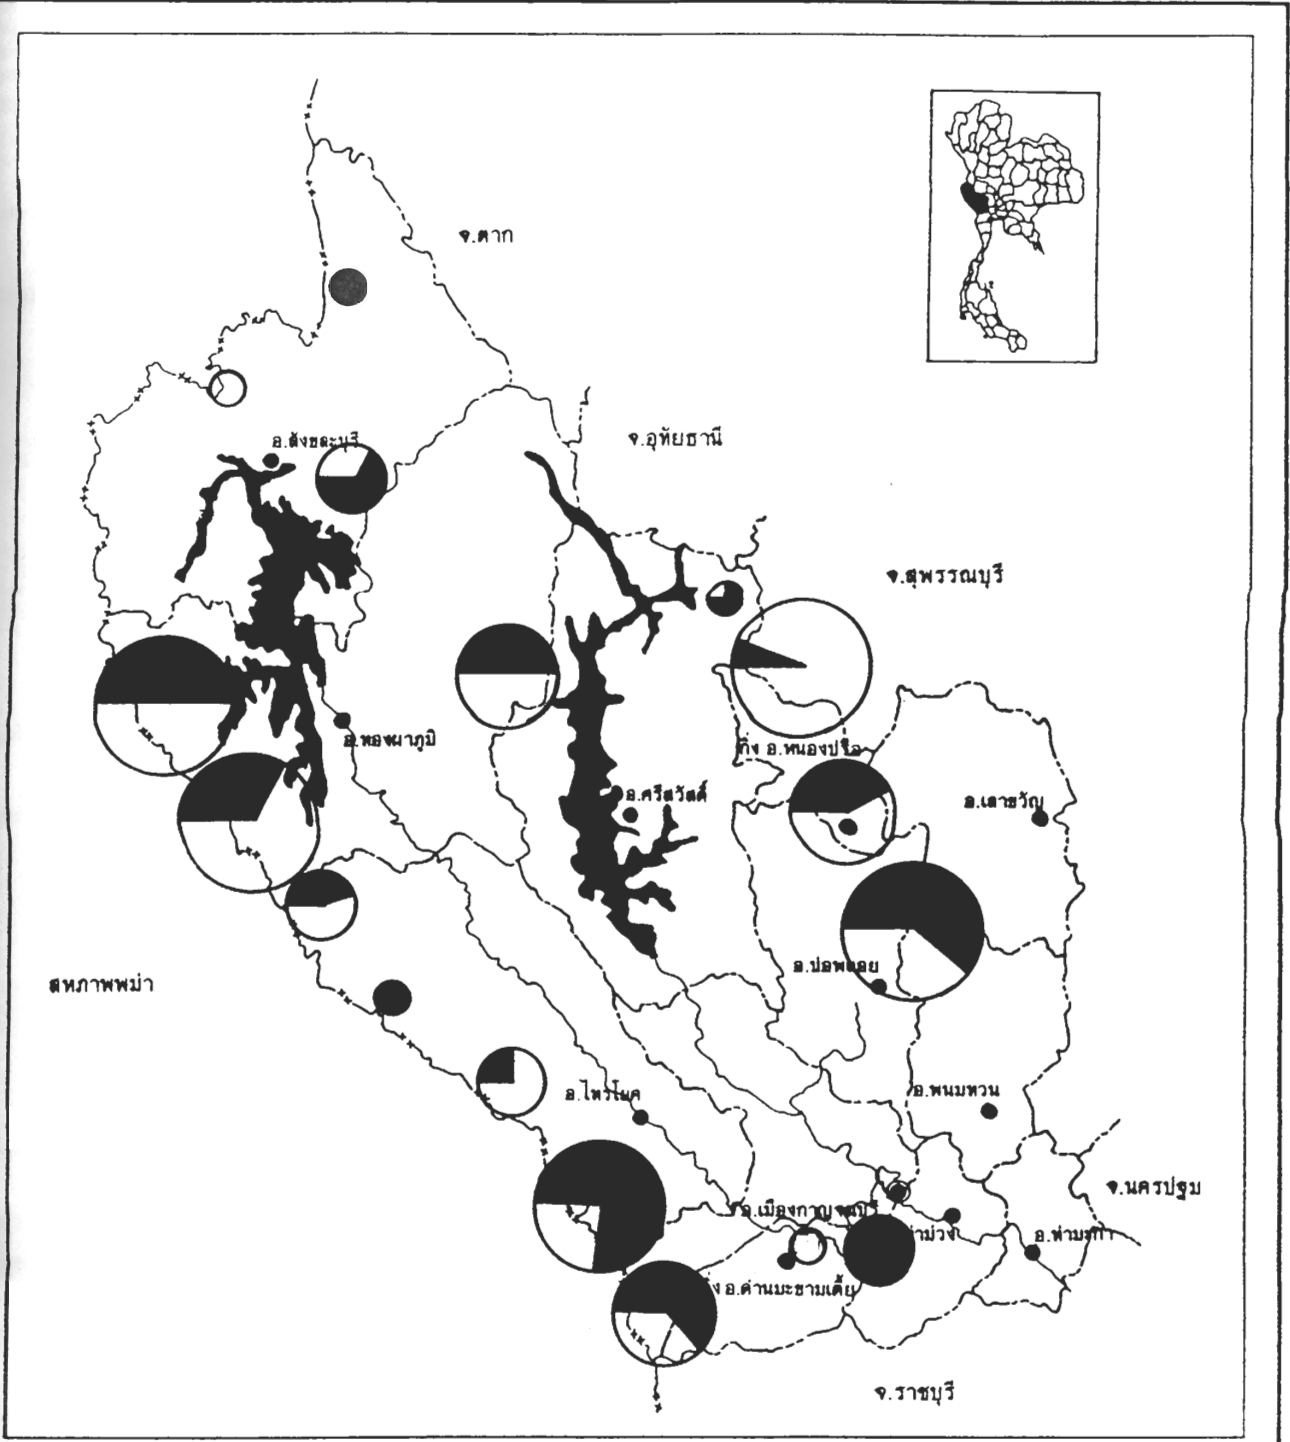 จ.ตาก
จ.อุทัยธานี
อ.สังขละบุรี
จ.สุพรรณบุรี
อ.ทองผาภูมิ
กิ่ง อ.หนองปรือ
อ.ศรีสวัสดิ์
อ.เลาขวัญ
สหภาพพม่า
อ.บ่อพลอย
อ.ไทรโยค
อ.พนมทวน
จ.นครปฐม
อ.เมืองกาญจนบุรี
ท่าม่วง
อ.ท่ามะกา
อ.ด่านมะขามเตี้ย
จ.ราชบุรี